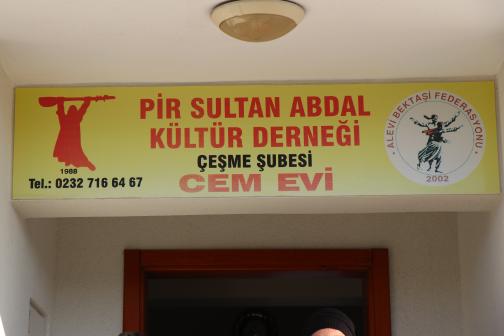 PİR SULTAN ABDAL
KÜLTÜR DERNEĞİ
ÇEŞME ŞUBESİ
CEM EVİ
1988
Tel.: 0232 716 64 67
ALEVİ BEKTAŞİ FEDERASYONU
2002